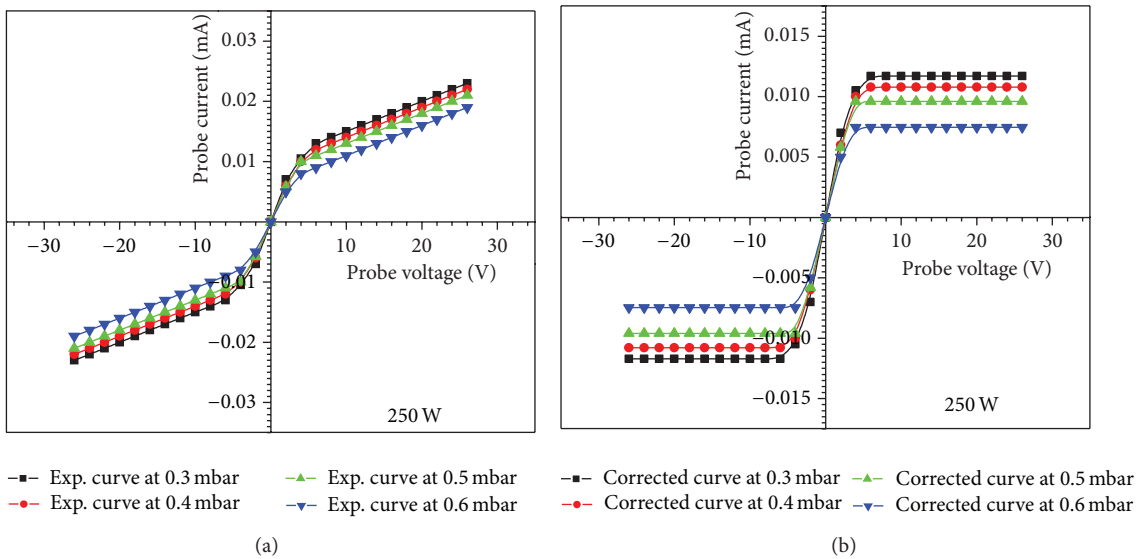 0.03
0.02
0.01
−0.01
−0.02
−0.03
−30
−20
−10
10
20
30
Probe current (mA)
Probe voltage (V)
250 W
Exp. curve at 0.3 mbar
Exp. curve at 0.4 mbar
Exp. curve at 0.5 mbar
Exp. curve at 0.6 mbar
(a)
0.015
0.010
0.005
−0.005
−0.010
−0.015
−30
−20
−10
0
10
20
30
Probe current (mA)
Probe voltage (V)
250 W
Corrected curve at 0.3 mbar
Corrected curve at 0.4 mbar
Corrected curve at 0.5 mbar
Corrected curve at 0.6 mbar
(b)